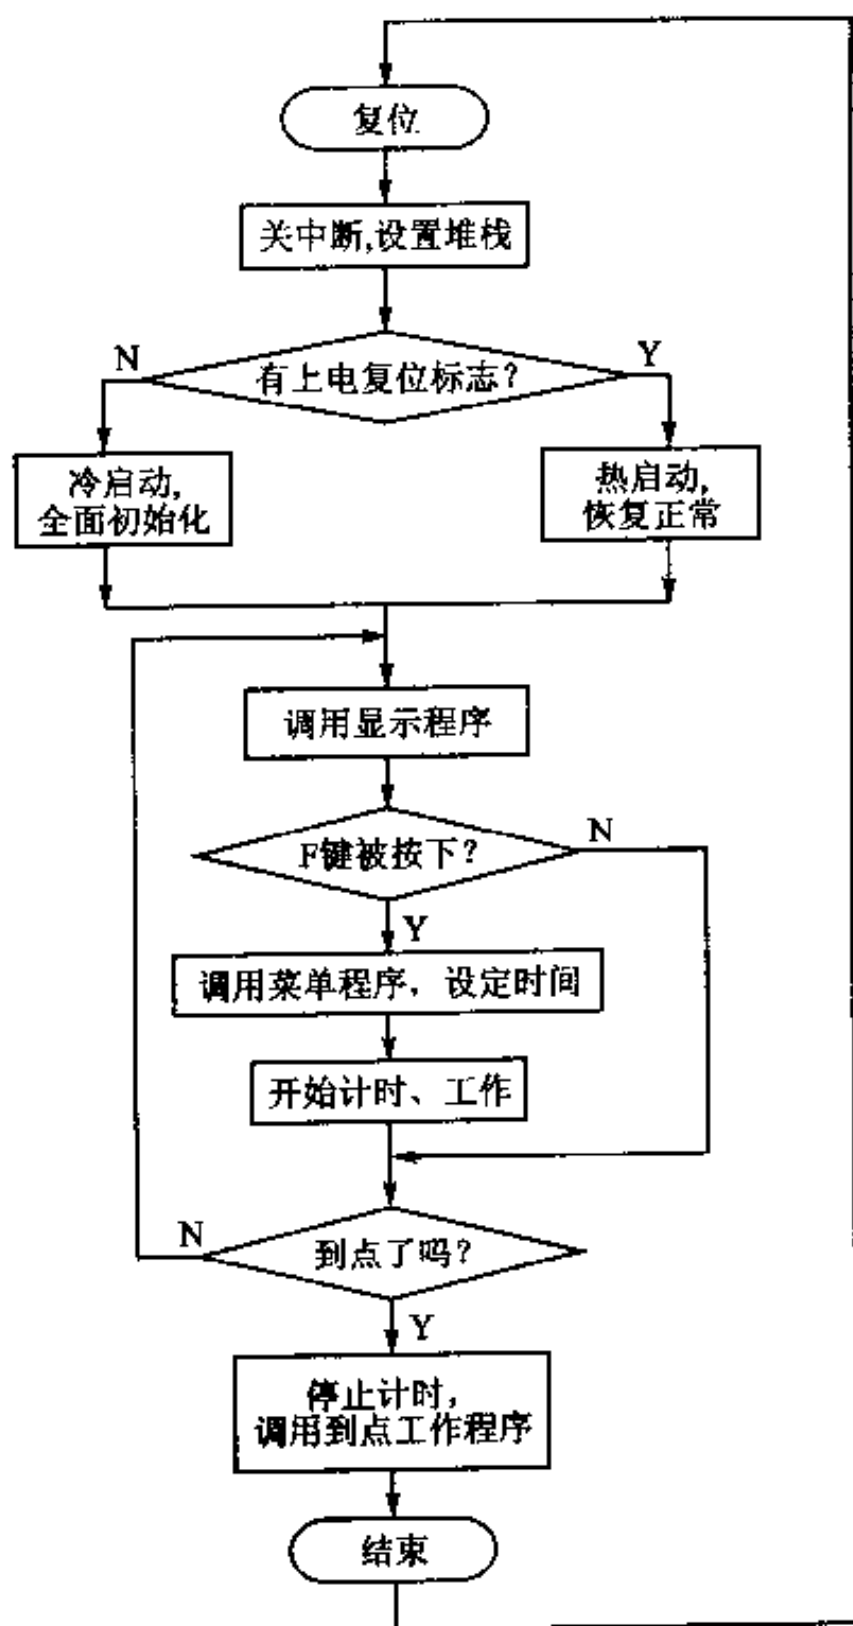 复位
关中断,设置堆栈
有上电复位标志?
N
Y
冷启动,
全面初始化
热启动,
恢复正常
调用显示程序
F键被按下?
N
Y
调用菜单程序，设定时间
开始计时、工作
到点了吗?
N
Y
停止计时,
调用到点工作程序
结束